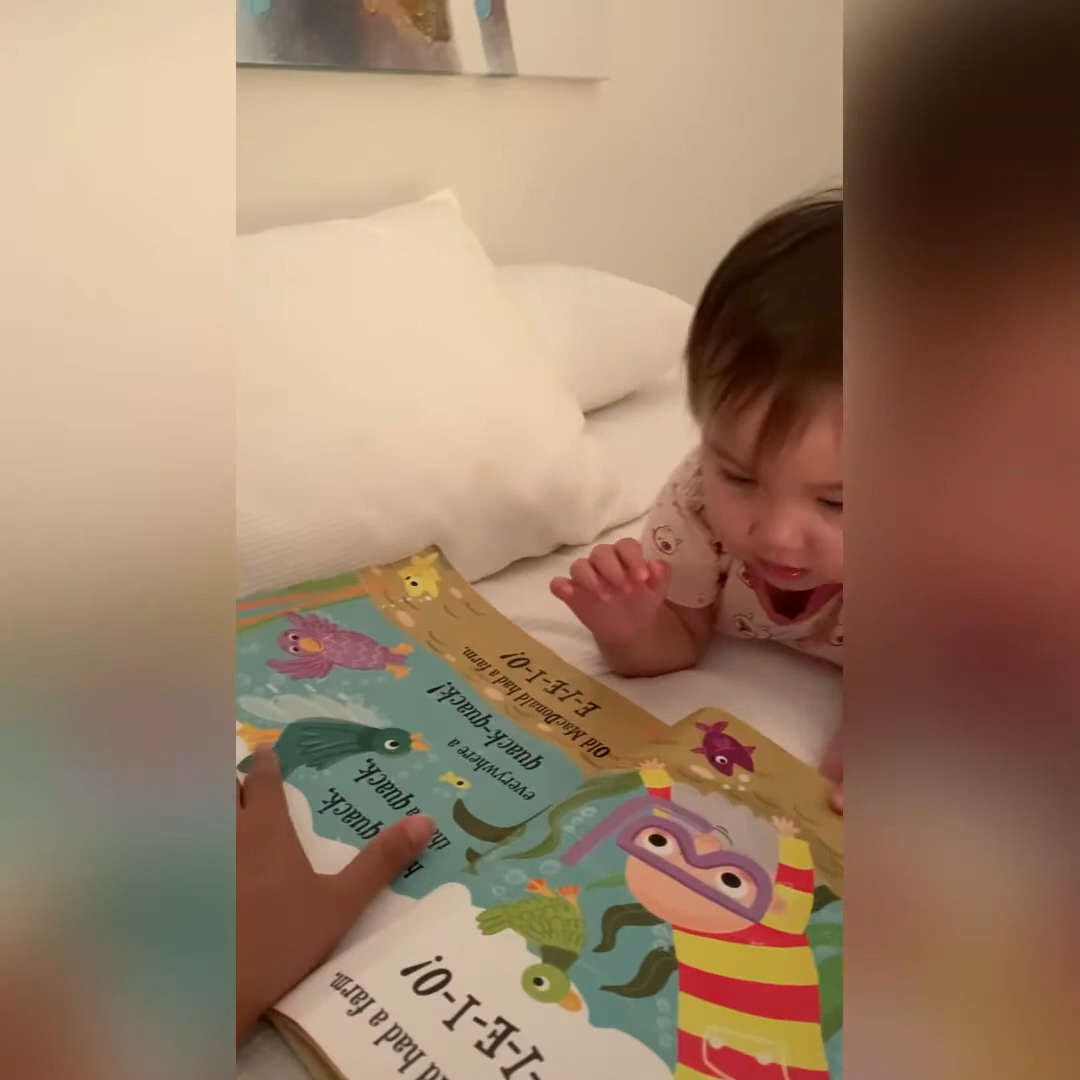 had a farm,
I-E-I-O!
quack,
a quack,
everywhere a
quack-quack!
Old MacDonald had a farm,
E-I-E-I-O!